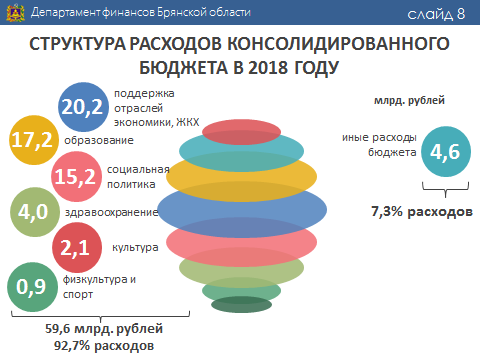 Департамент финансов Брянской области
слайд 8
СТРУКТУРА РАСХОДОВ КОНСОЛИДИРОВАННОГО
БЮДЖЕТА В 2018 ГОДУ
20,2
поддержка
отраслей
экономики, ЖКХ
17,2
образование
15,2
социальная
политика
4,0
здравоохранение
2,1
культура
0,9
физкультура и
спорт
59,6 млрд. рублей
92,7% расходов
млрд. рублей
иные расходы
бюджета
4,6
7,3% расходов